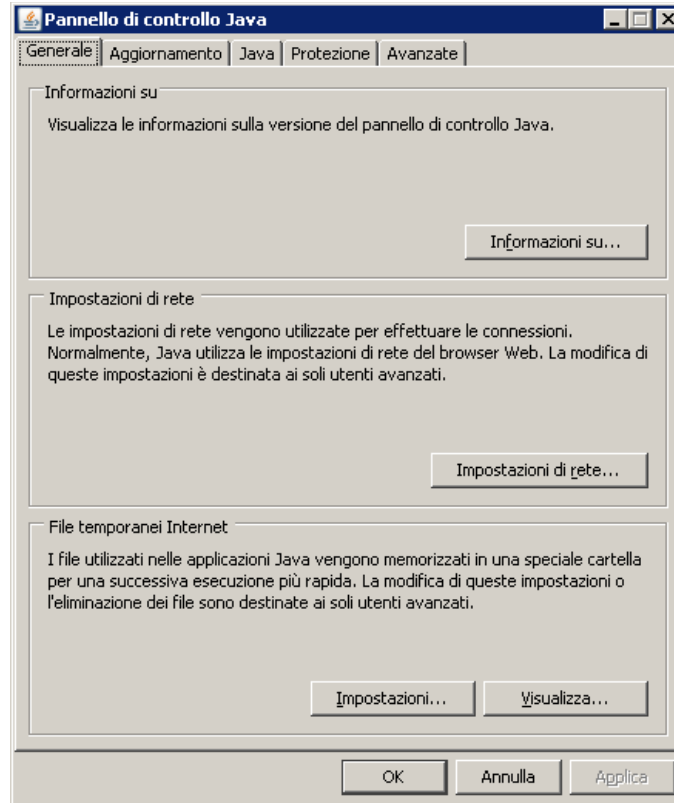 Pannello di controllo Java
Generale Aggiornamento Java Protezione Avanzate
Informazioni su
Visualizza le informazioni sulla versione del pannello di controllo Java.
Informazioni su...
Impostazioni di rete
Le impostazioni di rete vengono utilizzate per effettuare le connessioni.
Normalmente, Java utilizza le impostazioni di rete del browser Web. La modifica di
queste impostazioni è destinata ai soli utenti avanzati.
Impostazioni di rete...
File temporanei Internet
I file utilizzati nelle applicazioni Java vengono memorizzati in una speciale cartella
per una successiva esecuzione più rapida. La modifica di queste impostazioni o
l'eliminazione dei file sono destinate ai soli utenti avanzati.
Impostazioni... Visualizza...
OK Annulla Applica